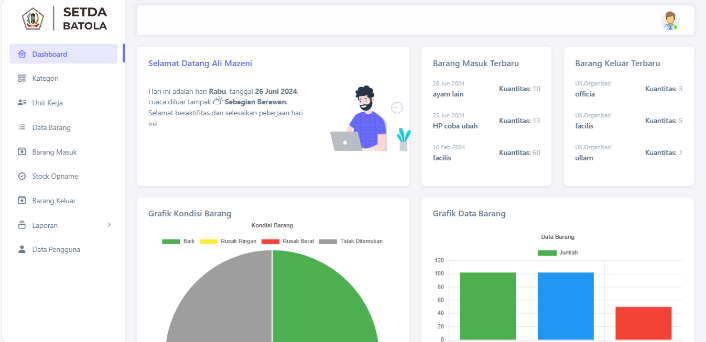 SETDA
BATOLA
Dashboard
Kategori
Unit Kerja
Data Barang
Barang Masuk
Stock Opname
Barang Keluar
Laporan
Data Pengguna
Selamat Datang Ali Mazeni
Hari ini adalah hari Rabu, tanggal 26 Juni 2024,
cuaca diluar tampak Sebagian Berawan.
Selamat beraktifitas dan selesaikan pekerjaan hari
ini!
Barang Masuk Terbaru
26 Jun 2024
ayam lain
Kuantitas: 10
25 Jun 2024
HP coba ubah
Kuantitas: 13
16 Feb 2024
facilis
Kuantitas: 60
Barang Keluar Terbaru
UK.Organisasi
officia
Kuantitas: 3
UK.Organisasi
facilis
Kuantitas: 5
UK.Organisasi
ullam
Kuantitas: 1
Grafik Kondisi Barang
Kondisi Barang
Baik
Rusak Ringan
Rusak Berat
Tidak Ditemukan
Grafik Data Barang
Data Barang
Jumlah
120
100
80
60
40
20
0